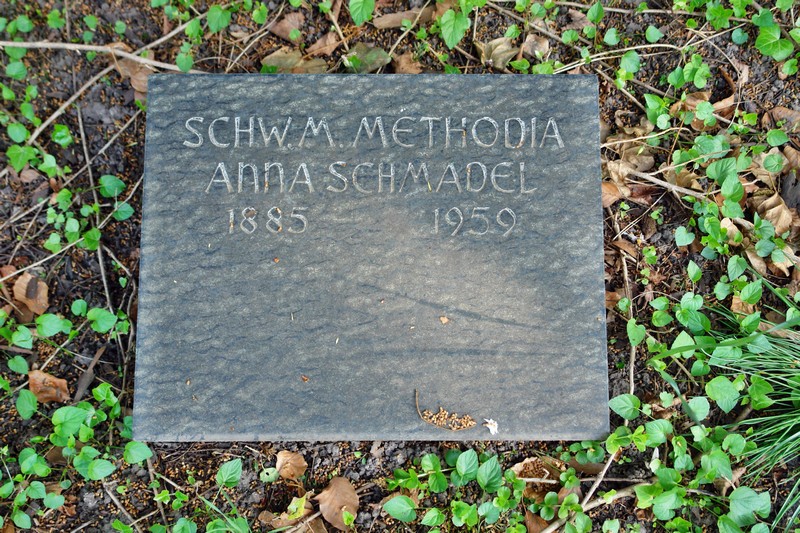 SCHW. M. METHODIA
ANNA SCHMADEL
1885 1959